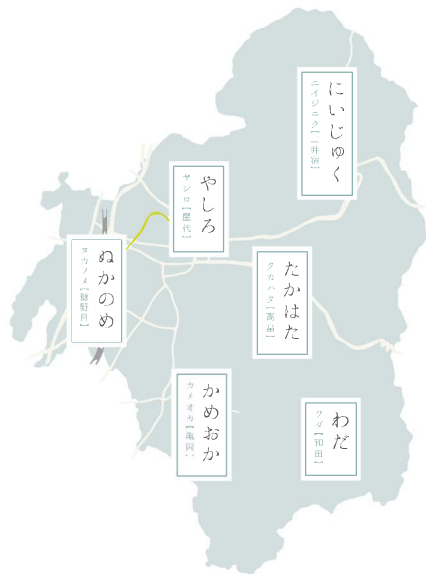 にいじゅく
ニイジュク【二井宿】
やしろ
ヤシロ【屋代】
ぬかのめ
ヌカノメ【糠野目】
たかはた
タカハタ【高畠】
かめおか
カメオカ【亀岡】
わだ
ワダ【和田】